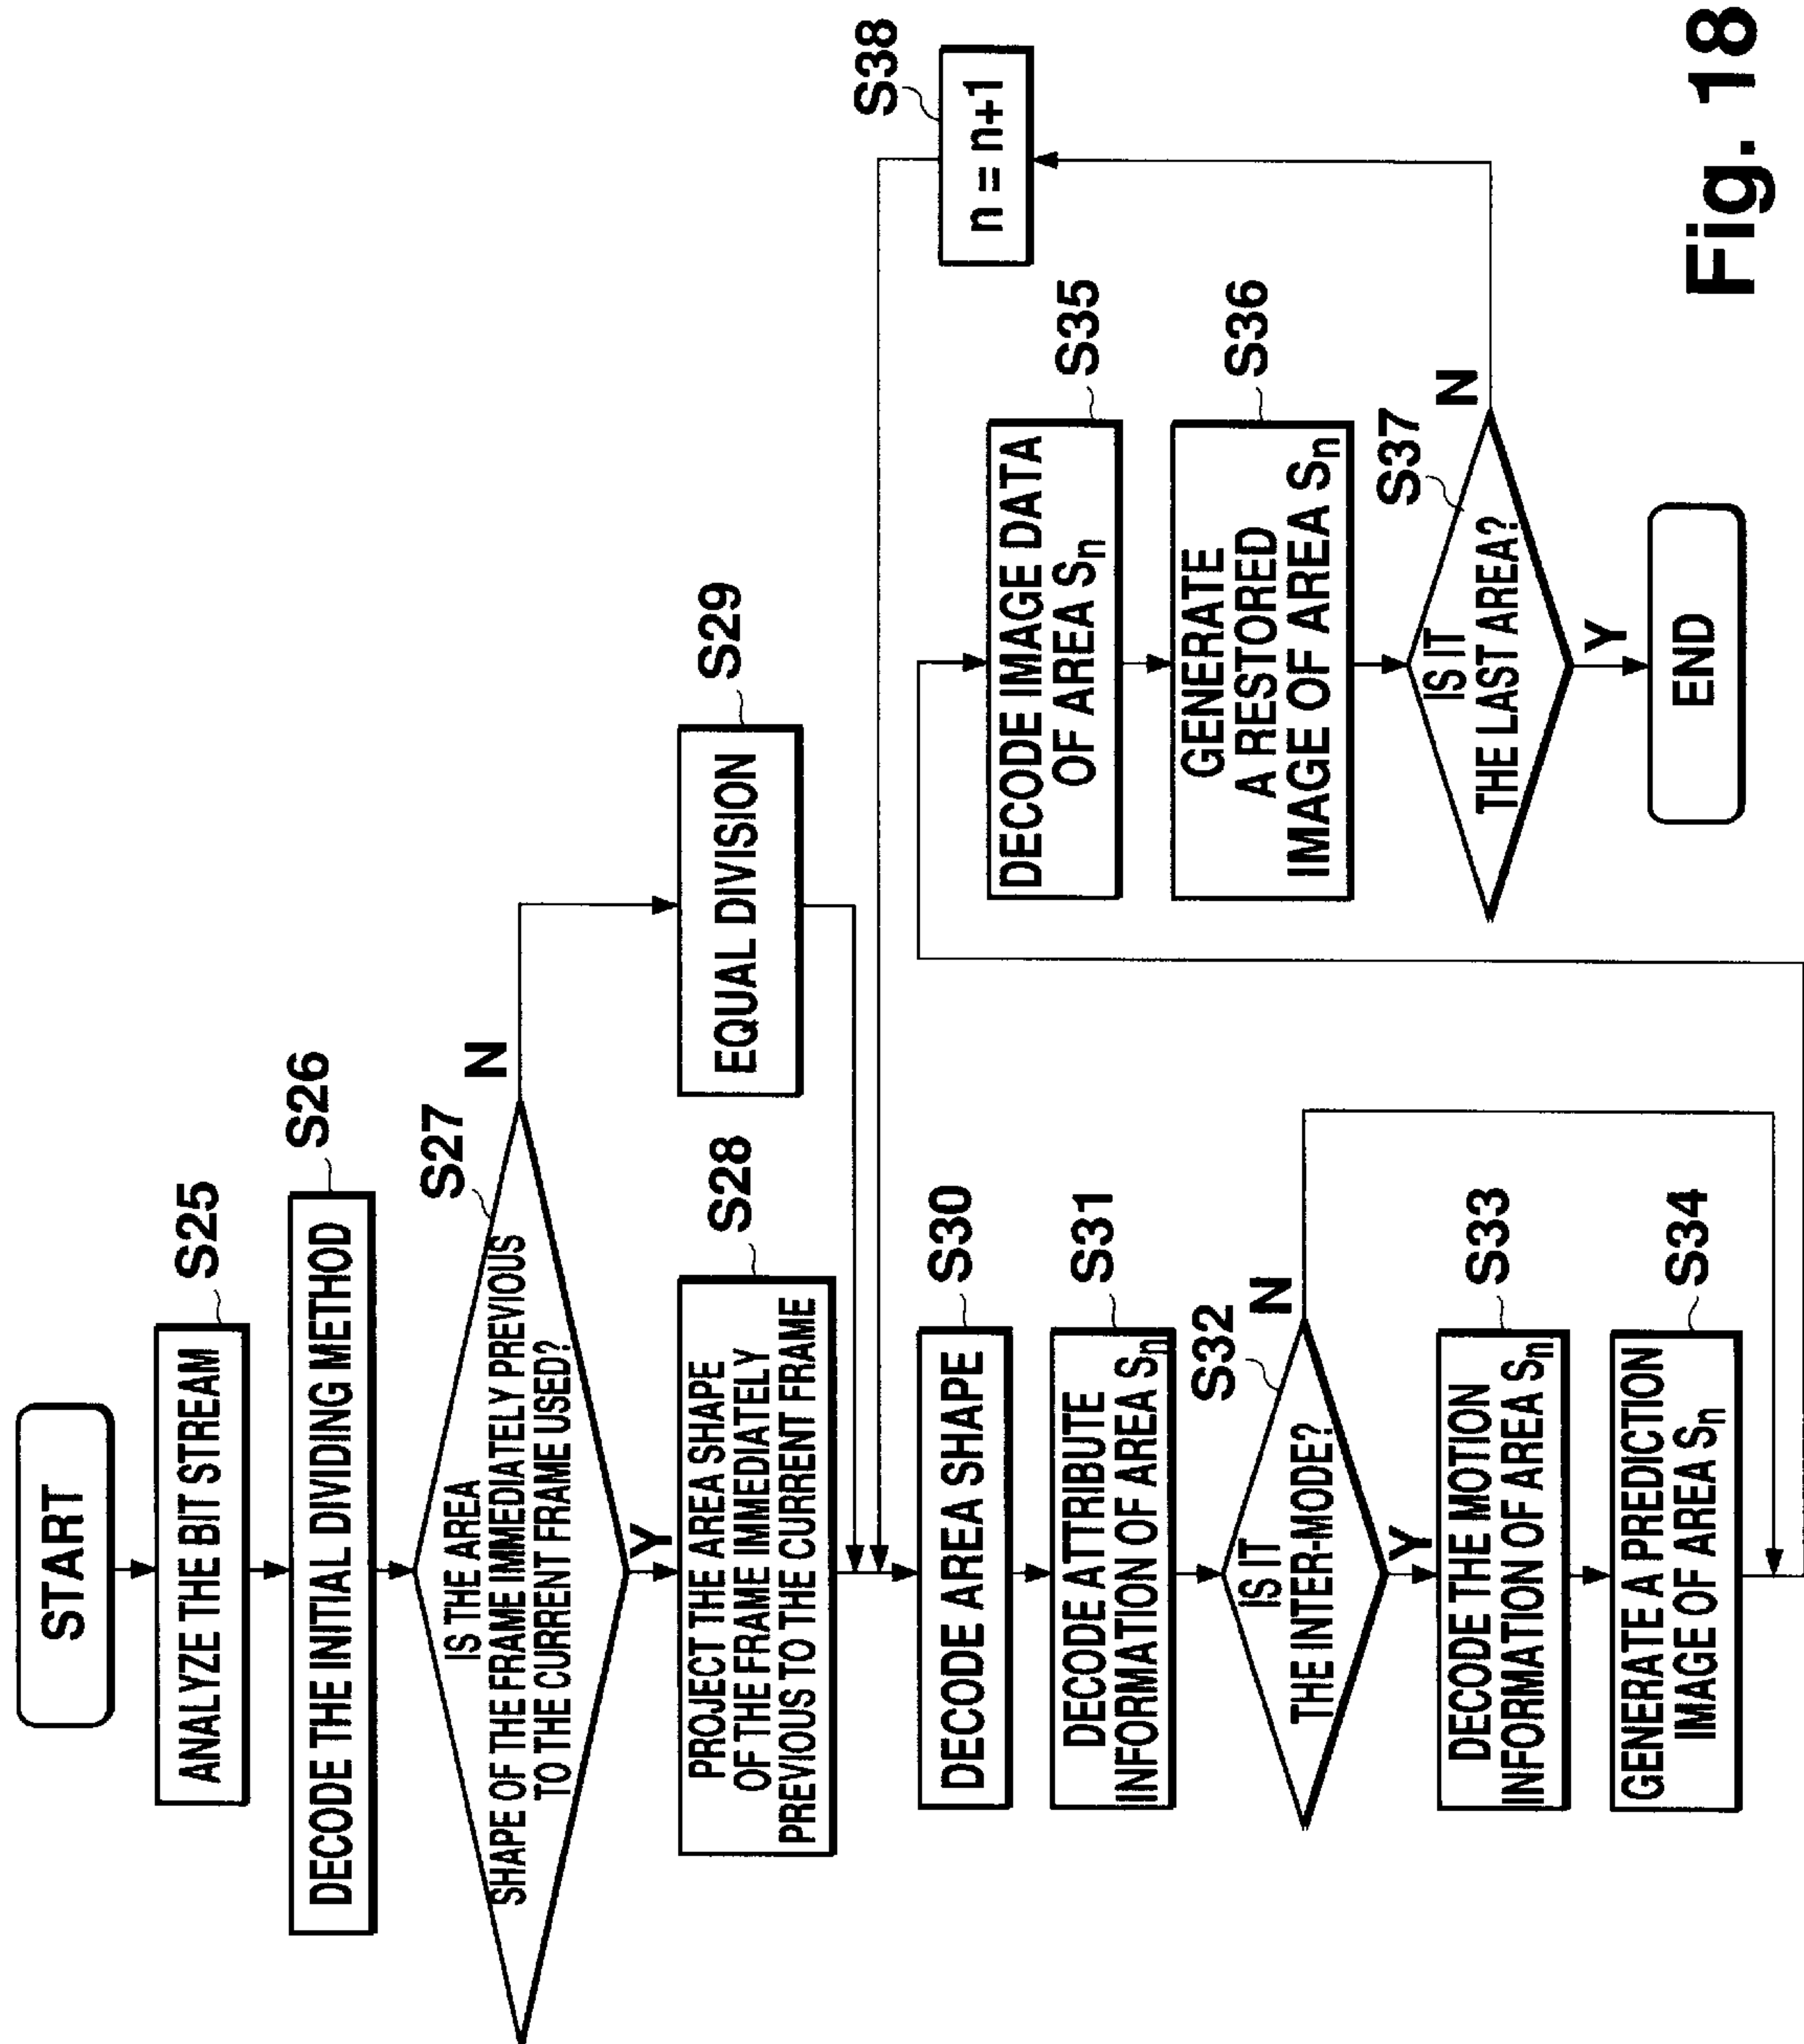 START
ANALYZE THE BIT STREAM
S25
DECODE THE INITIAL DIVIDING METHOD
S26
IS THE AREA
SHAPE OF THE FRAME IMMEDIATELY PREVIOUS
TO THE CURRENT FRAME USED?
S27
N
Y
PROJECT THE AREA SHAPE
OF THE FRAME IMMEDIATELY
PREVIOUS TO THE CURRENT FRAME
S28
EQUAL DIVISION
S29
DECODE AREA SHAPE
S30
DECODE ATTRIBUTE
INFORMATION OF AREA Sn
S31
IS IT
THE INTER-MODE?
S32
N
Y
DECODE THE MOTION
INFORMATION OF AREA Sn
S33
GENERATE A PREDICTION
IMAGE OF AREA Sn
S34
DECODE IMAGE DATA
OF AREA Sn
S35
GENERATE
A RESTORED
IMAGE OF AREA Sn
S36
IS IT
THE LAST AREA?
S37
N
Y
END
n = n+1
S38
Fig. 18